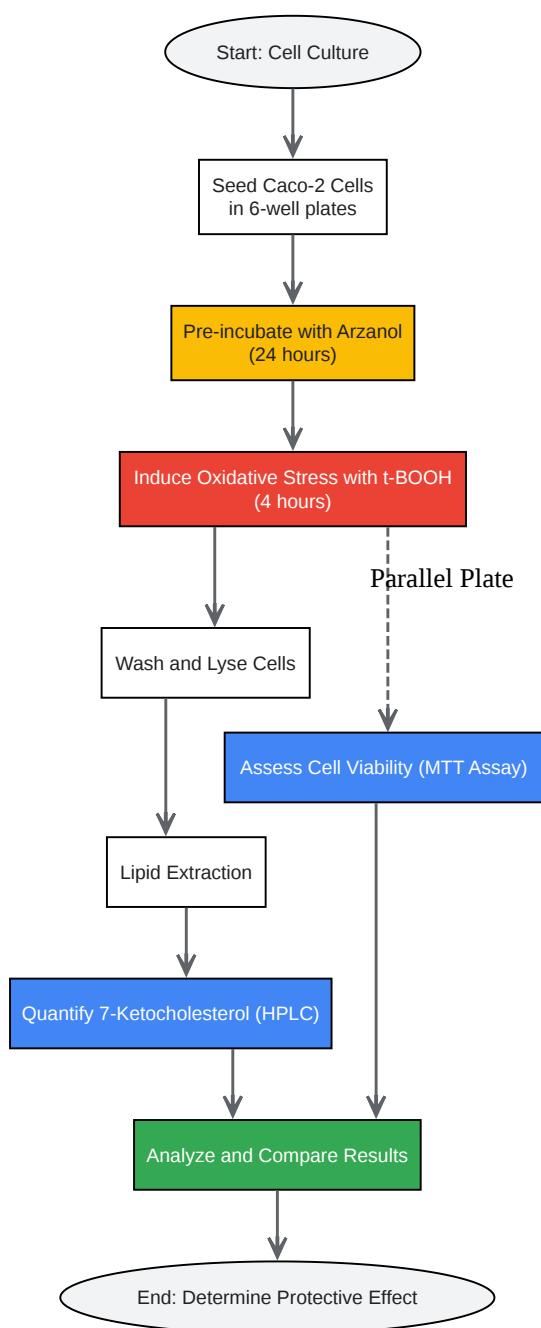 Start: Cell Culture
Seed Caco-2 Cells
in 6-well plates
Pre-incubate with Arzanol
(24 hours)
Induce Oxidative Stress with t-BOOH
(4 hours)
Parallel Plate
Wash and Lyse Cells
Assess Cell Viability (MTT Assay)
Lipid Extraction
Quantify 7-Ketocholesterol (HPLC)
Analyze and Compare Results
End: Determine Protective Effect